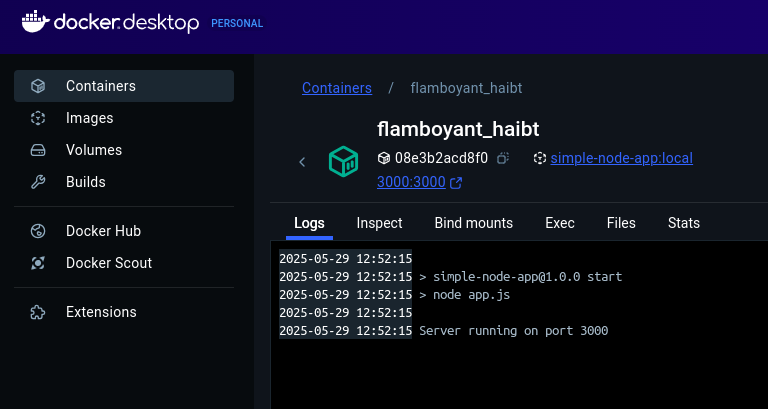 docker.desktop PERSONAL
Containers
Images
Volumes
Builds
Docker Hub
Docker Scout
Extensions
Containers / flamboyant_haibt
flamboyant_haibt
08e3b2acd8f0 simple-node-app:local
3000:3000
Logs Inspect Bind mounts Exec Files Stats
2025-05-29 12:52:15
2025-05-29 12:52:15 > simple-node-app@1.0.0 start
2025-05-29 12:52:15 > node app.js
2025-05-29 12:52:15
2025-05-29 12:52:15 Server running on port 3000